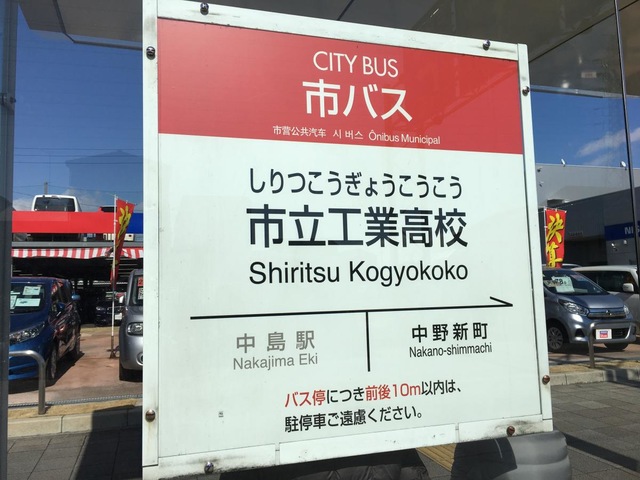 CITY BUS
市バス
市营公共汽车 시 버스 Ônibus Municipal
しりつこうぎょうこうこう
市立工業高校
Shiritsu Kogyokoko
中島駅
Nakajima Eki
中野新町
Nakano-shimmachi
バス停につき前後10m以内は、
駐停車ご遠慮ください。
決算